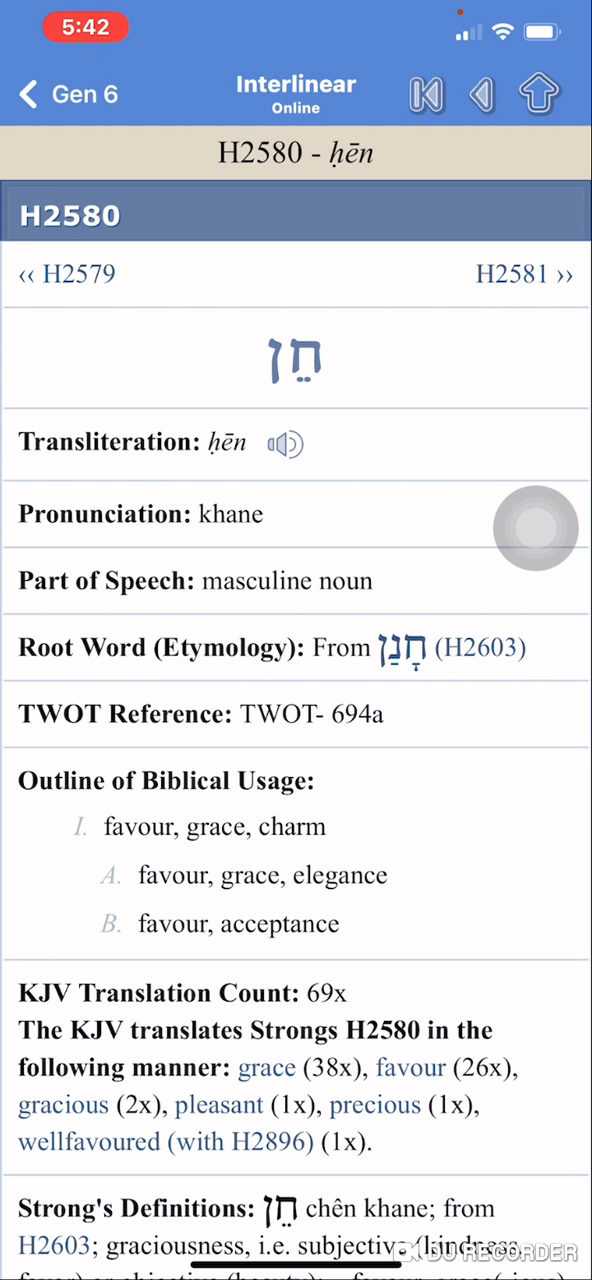 5:42
Gen 6
Interlinear
Online
H2580 - ḥēn
H2580
‹‹ H2579
H2581 ››
חֵן
Transliteration: ḥēn
Pronunciation: khane
Part of Speech: masculine noun
Root Word (Etymology): From חָנַן (H2603)
TWOT Reference: TWOT- 694a
Outline of Biblical Usage:
I. favour, grace, charm
A. favour, grace, elegance
B. favour, acceptance
KJV Translation Count: 69x
The KJV translates Strongs H2580 in the
following manner: grace (38x), favour (26x),
gracious (2x), pleasant (1x), precious (1x),
wellfavoured (with H2896) (1x).
Strong's Definitions: חֵן chên khane; from
H2603; graciousness, i.e. subjective (kindness,
DU RECORDER